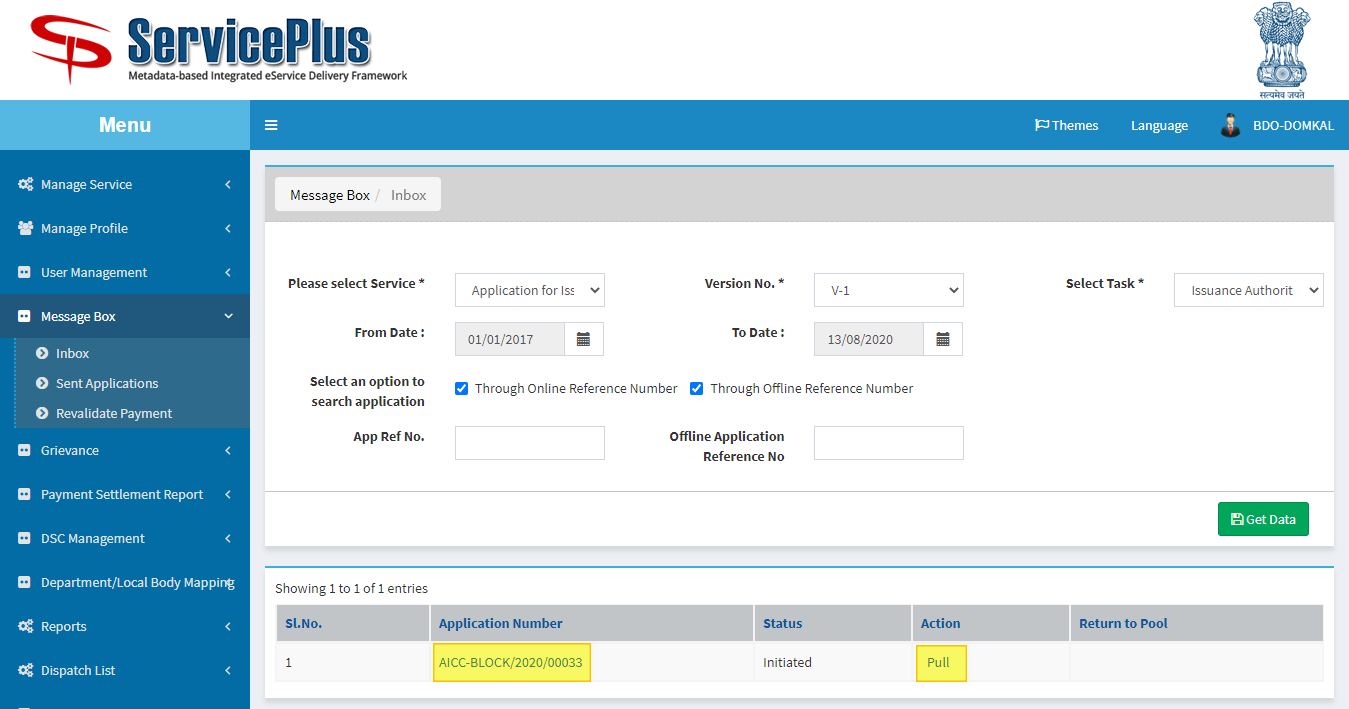 ServicePlus
Metadata-based Integrated eService Delivery Framework
सत्यमेव जयते
Menu
Themes
Language
BDO-DOMKAL
Manage Service
Manage Profile
User Management
Message Box
Inbox
Sent Applications
Revalidate Payment
Grievance
Payment Settlement Report
DSC Management
Department/Local Body Mapping
Reports
Dispatch List
Message Box / Inbox
Please select Service * Application for Iss
Version No. * V-1
Select Task * Issuance Authorit
From Date : 01/01/2017
To Date : 13/08/2020
Select an option to
search application
Through Online Reference Number
Through Offline Reference Number
App Ref No.
Offline Application
Reference No
Get Data
Showing 1 to 1 of 1 entries
Sl.No. Application Number Status Action Return to Pool
1 AICC-BLOCK/2020/00033 Initiated Pull